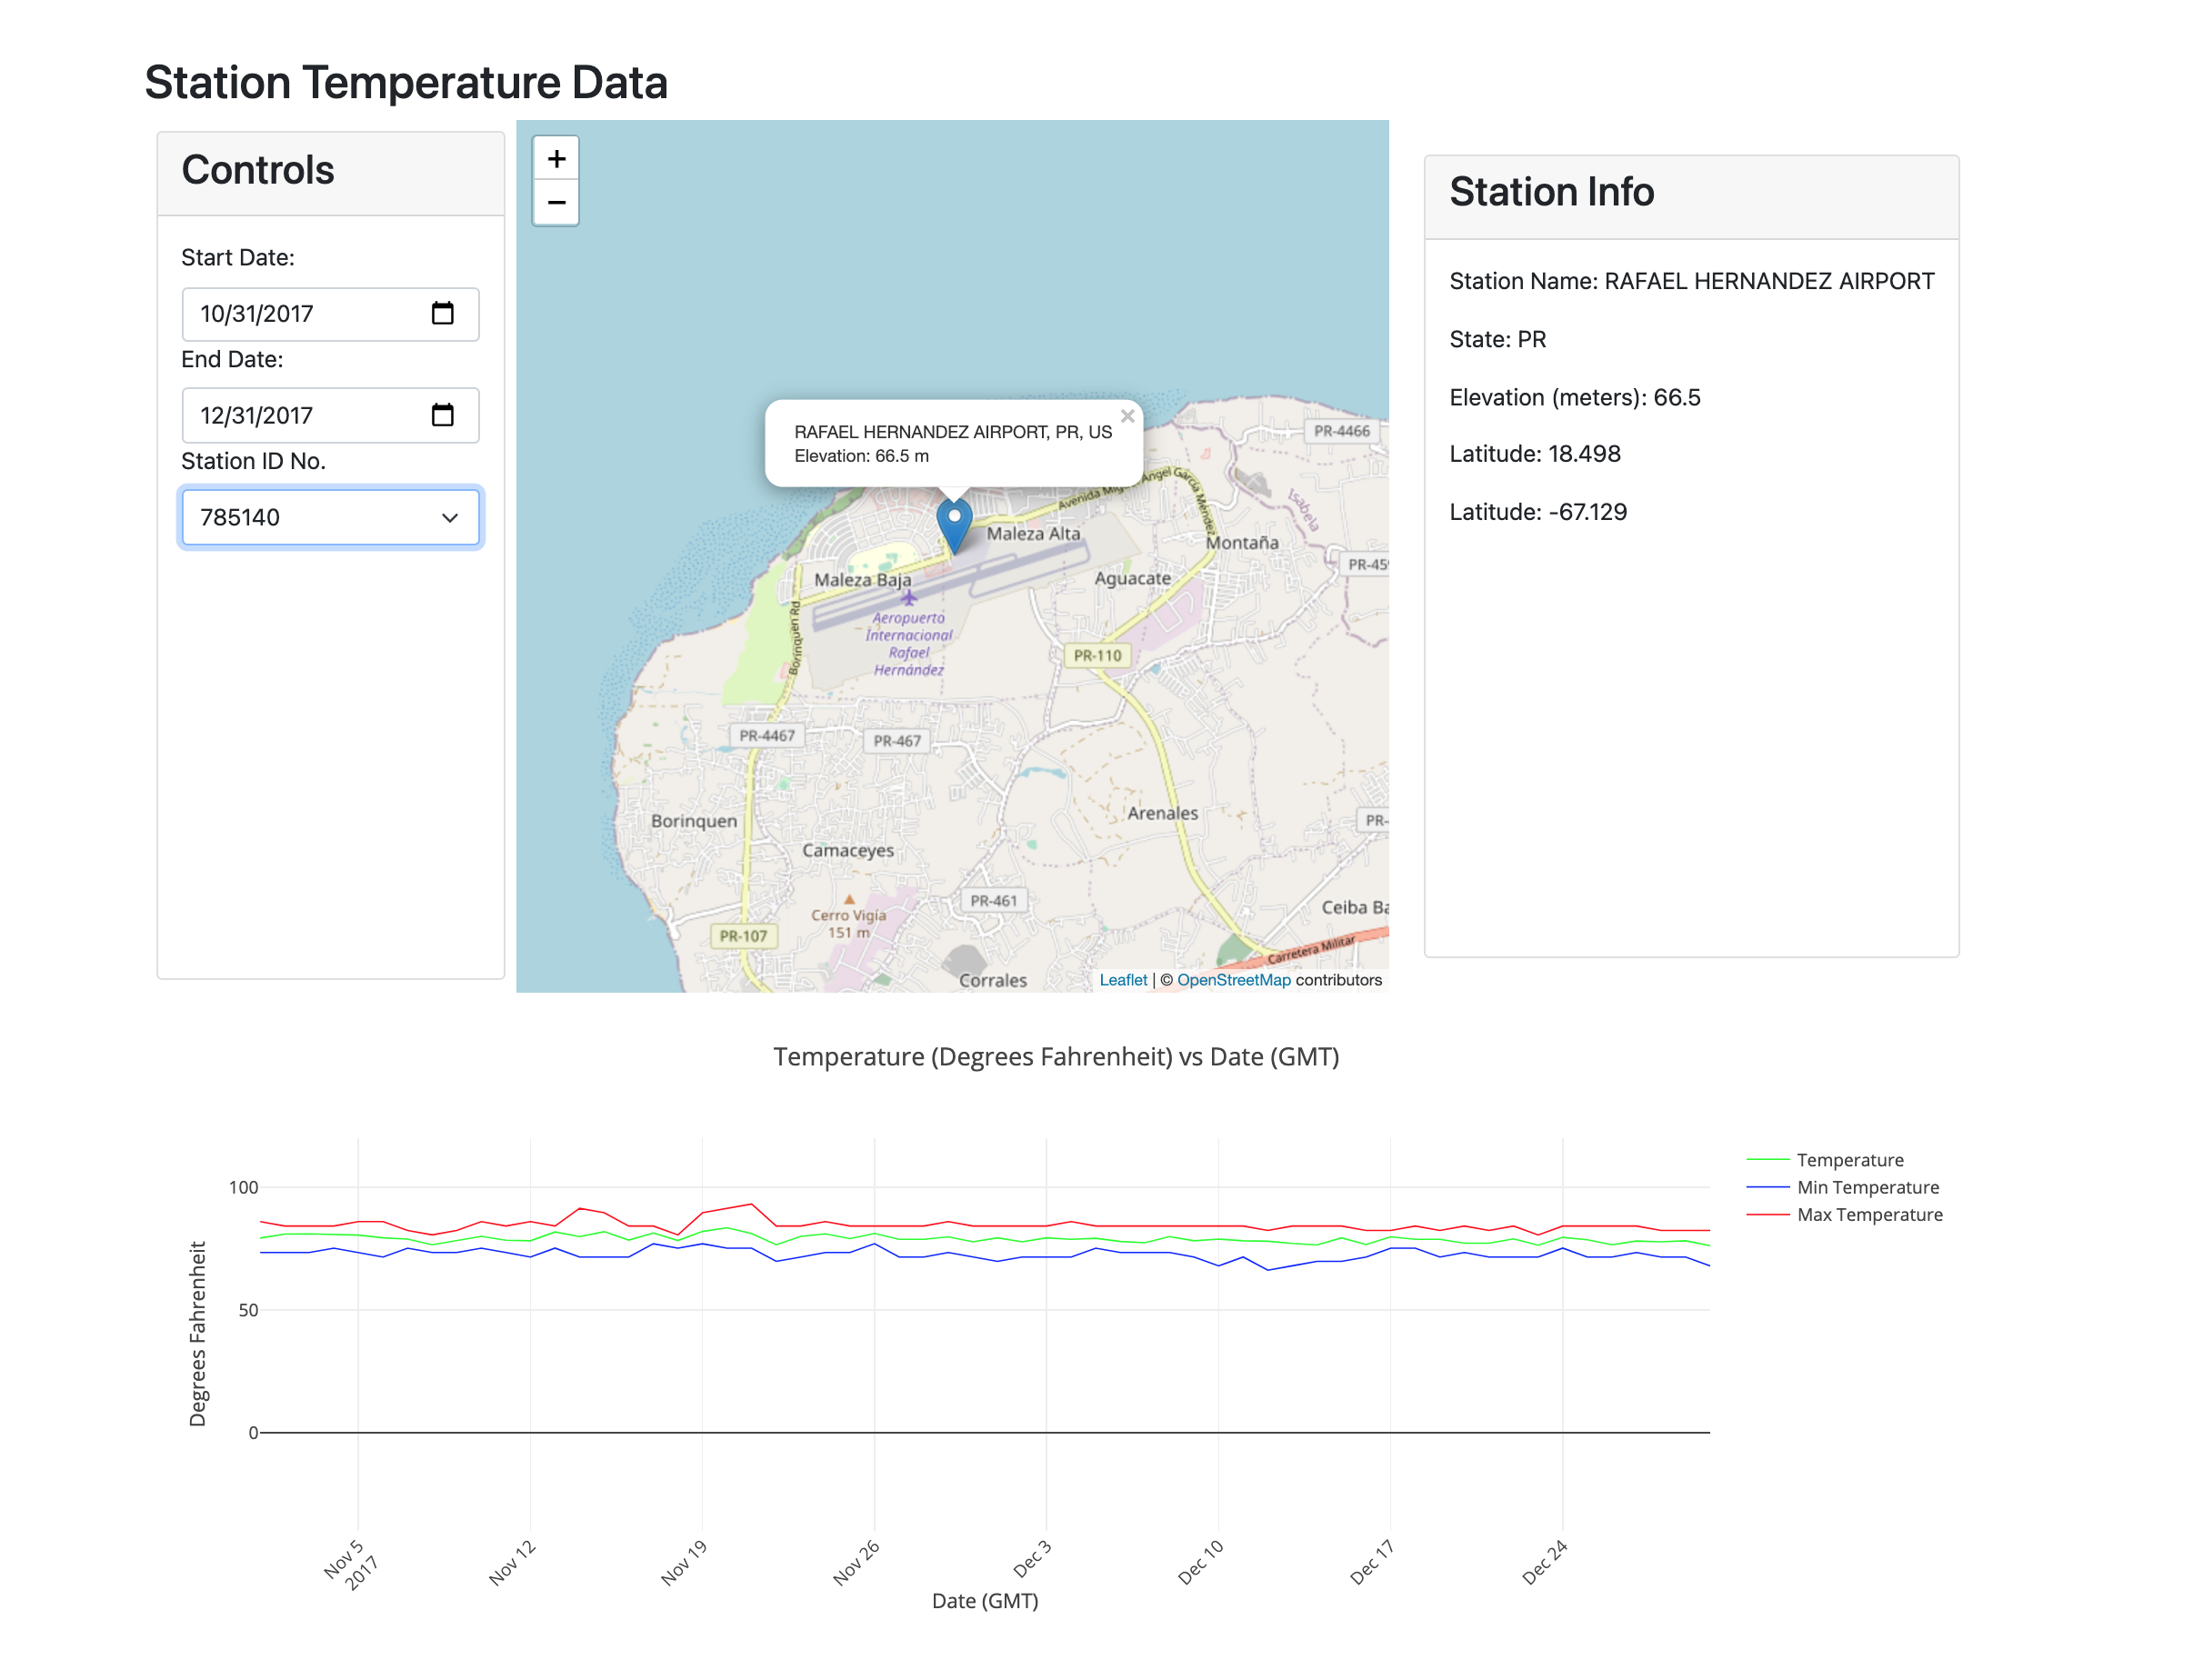 Station Temperature Data
Controls
Start Date:
10/31/2017
End Date:
12/31/2017
Station ID No.
785140
+
−
RAFAEL HERNANDEZ AIRPORT, PR, US
Elevation: 66.5 m
×
PR-4466
Isabela
Avenida Miguel Angel García Méndez
Maleza Alta
Montaña
PR-459
Maleza Baja
Aguacate
Borinquen Rd
Aeropuerto
Internacional
Rafael
Hernández
PR-110
PR-4467
PR-467
Arenales
Borinquen
PR-
Camaceyes
PR-461
Cerro Vigía
151 m
Ceiba Ba
PR-107
Carretera Militar
Corrales
Leaflet | © OpenStreetMap contributors
Station Info
Station Name: RAFAEL HERNANDEZ AIRPORT
State: PR
Elevation (meters): 66.5
Latitude: 18.498
Latitude: -67.129
Temperature (Degrees Fahrenheit) vs Date (GMT)
Temperature
Min Temperature
Max Temperature
100
50
0
Degrees Fahrenheit
Nov 5
2017
Nov 12
Nov 19
Nov 26
Dec 3
Dec 10
Dec 17
Dec 24
Date (GMT)